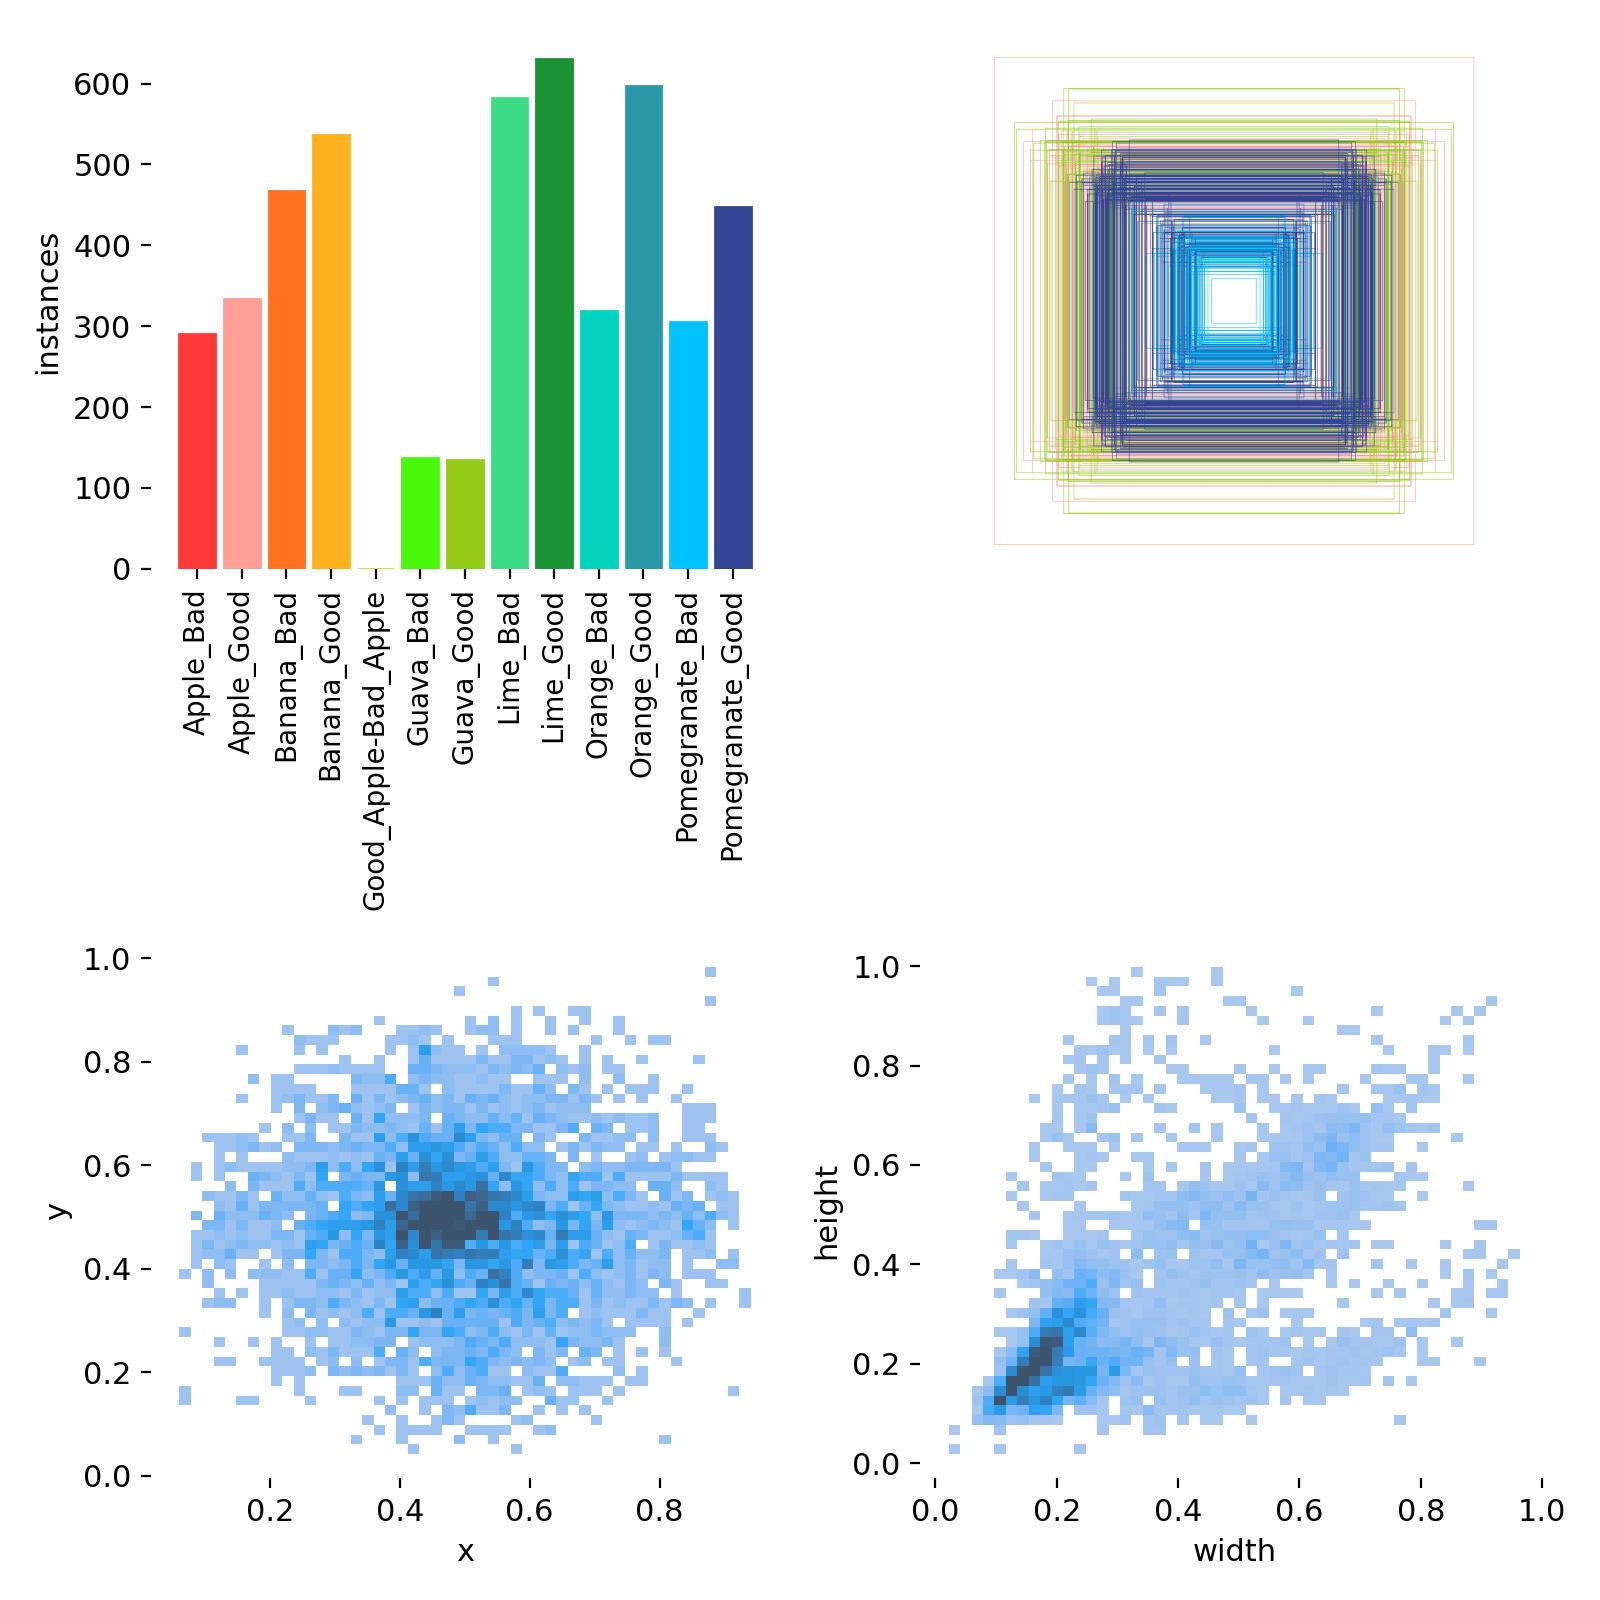 instances
600
500
400
300
200
100
0
Apple_Bad
Apple_Good
Banana_Bad
Banana_Good
Good_Apple-Bad_Apple
Guava_Bad
Guava_Good
Lime_Bad
Lime_Good
Orange_Bad
Orange_Good
Pomegranate_Bad
Pomegranate_Good
y
1.0
0.8
0.6
0.4
0.2
0.0
0.2 0.4 0.6 0.8
x
height
1.0
0.8
0.6
0.4
0.2
0.0
0.0 0.2 0.4 0.6 0.8 1.0
width